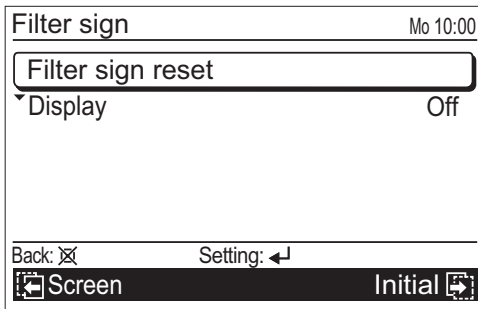 Filter sign Mo 10:00
Filter sign reset
Display Off
Back: Setting:
Screen Initial